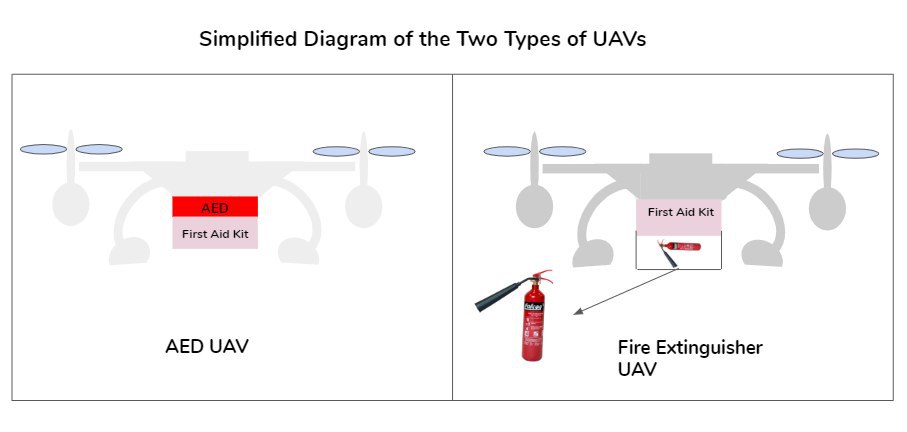 Simplified Diagram of the Two Types of UAVs
AED
First Aid Kit
AED UAV
First Aid Kit
Fire Extinguisher
UAV